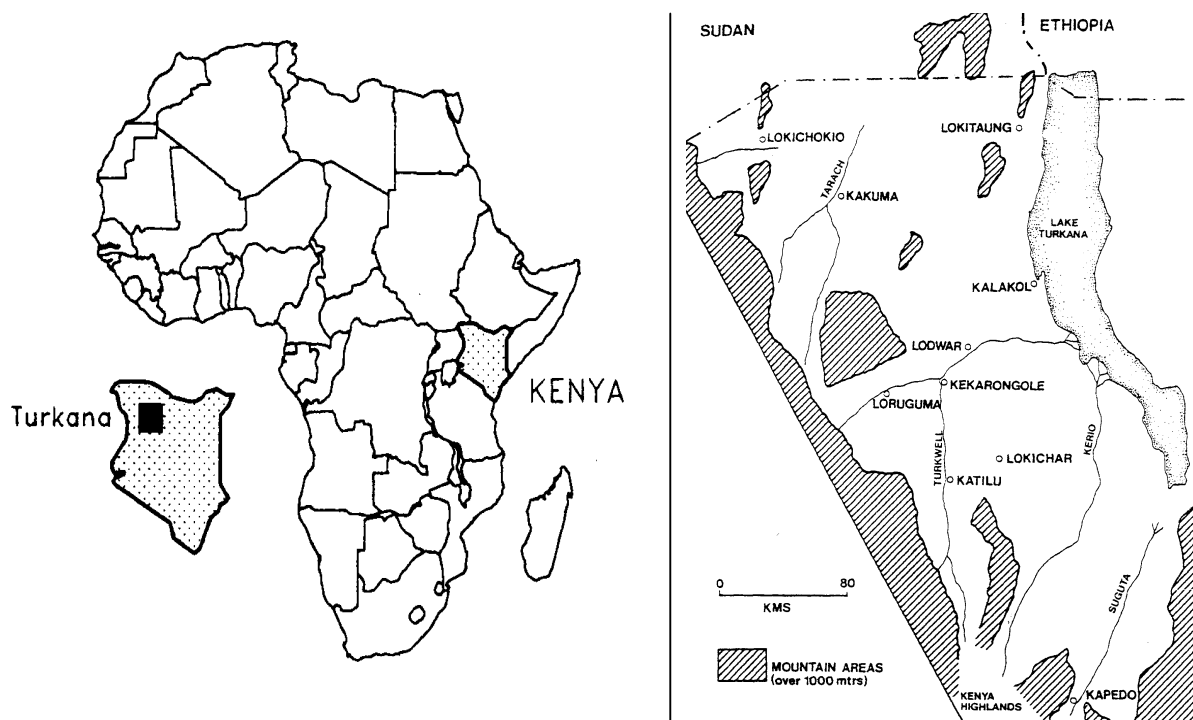 Turkana
KENYA
SUDAN
ETHIOPIA
LOKITAUNG
LOKICHOKIO
TARACH
KAKUMA
LAKE
TURKANA
KALAKOL
LODWAR
KEKARONGOLE
LORUGUMA
TURKWELL
KERIO
LOKICHAR
KATILU
0 80
KMS
SUGUTA
MOUNTAIN AREAS
(over 1000 mtrs)
KENYA
HIGHLANDS
KAPEDO